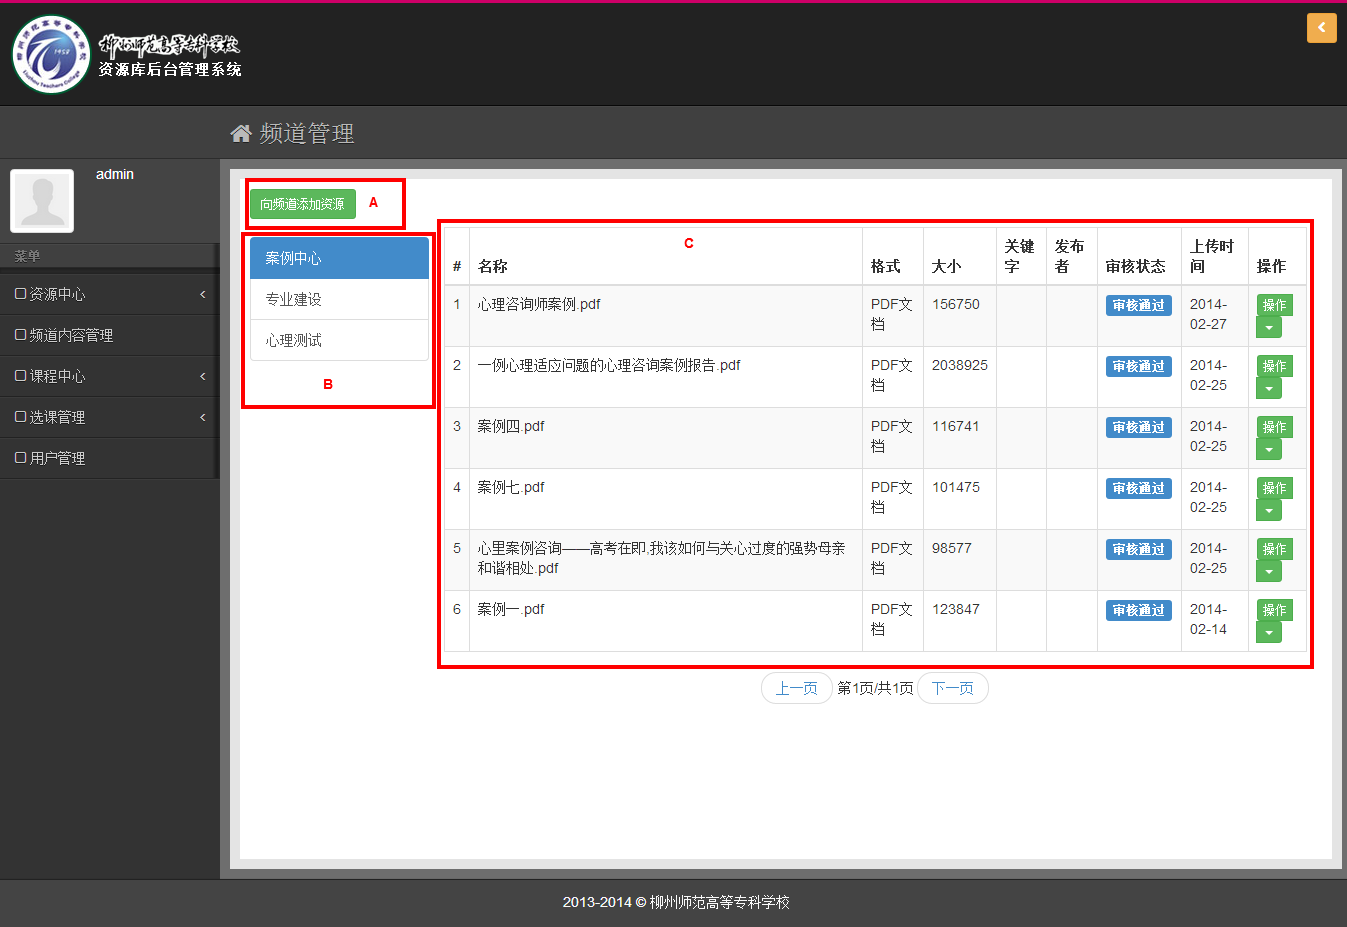 柳州师范高等专科学校
1958
Liuzhou Teachers College
柳州师范高等专科学校
资源库后台管理系统
频道管理
admin
菜单
资源中心
频道内容管理
课程中心
选课管理
用户管理
向频道添加资源
A
案例中心
专业建设
心理测试
B
C
# 名称 格式 大小 关键字 发布者 审核状态 上传时间 操作
1 心理咨询师案例.pdf PDF文档 156750 审核通过 2014-02-27 操作
2 一例心理适应问题的心理咨询案例报告.pdf PDF文档 2038925 审核通过 2014-02-25 操作
3 案例四.pdf PDF文档 116741 审核通过 2014-02-25 操作
4 案例七.pdf PDF文档 101475 审核通过 2014-02-25 操作
5 心里案例咨询——高考在即,我该如何与关心过度的强势母亲和谐相处.pdf PDF文档 98577 审核通过 2014-02-25 操作
6 案例一.pdf PDF文档 123847 审核通过 2014-02-14 操作
上一页 第1页/共1页 下一页
2013-2014 © 柳州师范高等专科学校